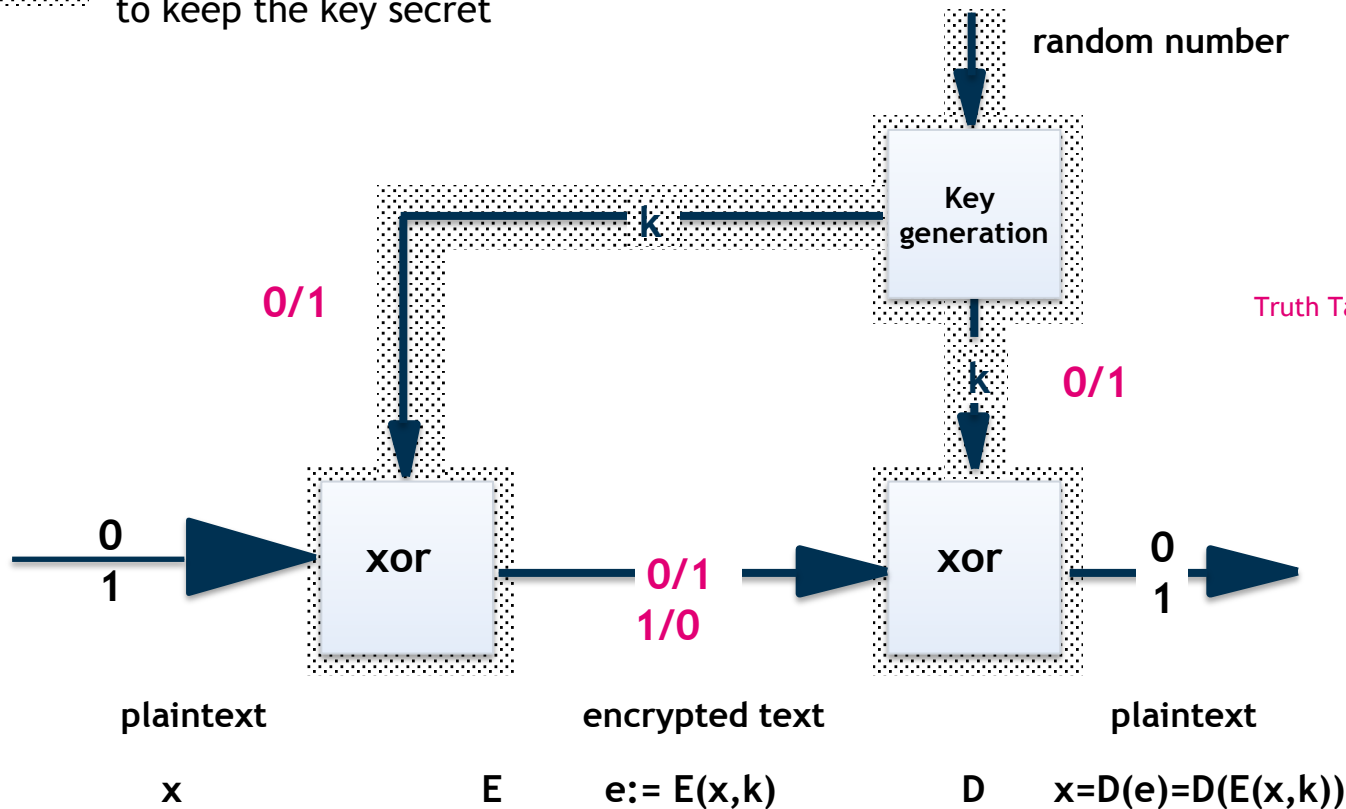 to keep the key secret
random number
Key
generation
k
0/1
Truth
k
0/1
0
1
xor
0/1
1/0
xor
0
1
plaintext
encrypted text
plaintext
x
E
e:= E(x,k)
D
x=D(e)=D(E(x,k))